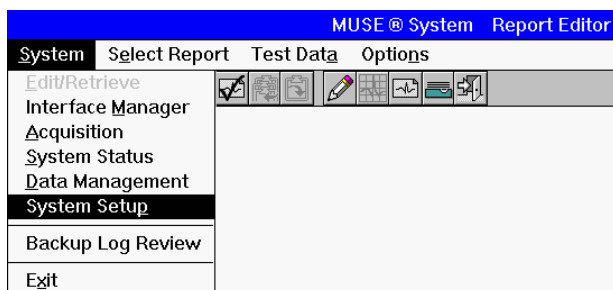 MUSE ® System Report Editor
System Select Report Test Data Options
Edit/Retrieve
Interface Manager
Acquisition
System Status
Data Management
System Setup
Backup Log Review
Exit